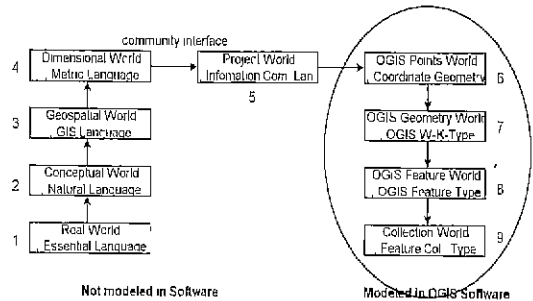 community interface
4
Dimensional World
Metric Language
Project World
Infomation Com Lan
5
OGIS Points World
Coordinate Geometry
6
3
Geospatial World
GIS Language
OGIS Geometry World
OGIS W-K-Type
7
2
Conceptual World
Natural Language
OGIS Feature World
OGIS Feature Type
8
1
Real World
Essential Language
Collection World
Feature Col Type
9
Not modeled in Software
Modeled in OGIS Software